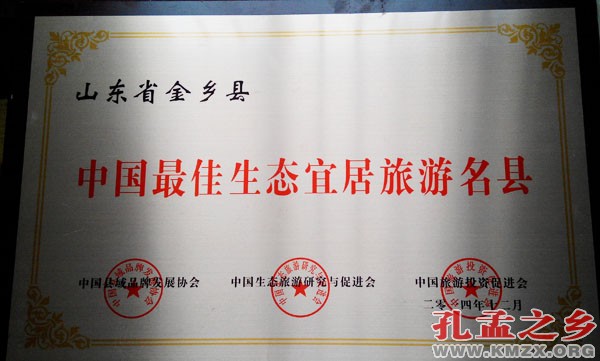 山东省金乡县
中国最佳生态宜居旅游名县
中国县域品牌发展协会 中国生态旅游研究与促进会 中国旅游投资促进会
二零一四年十二月
孔孟之乡
WWW.KMZX.ORG